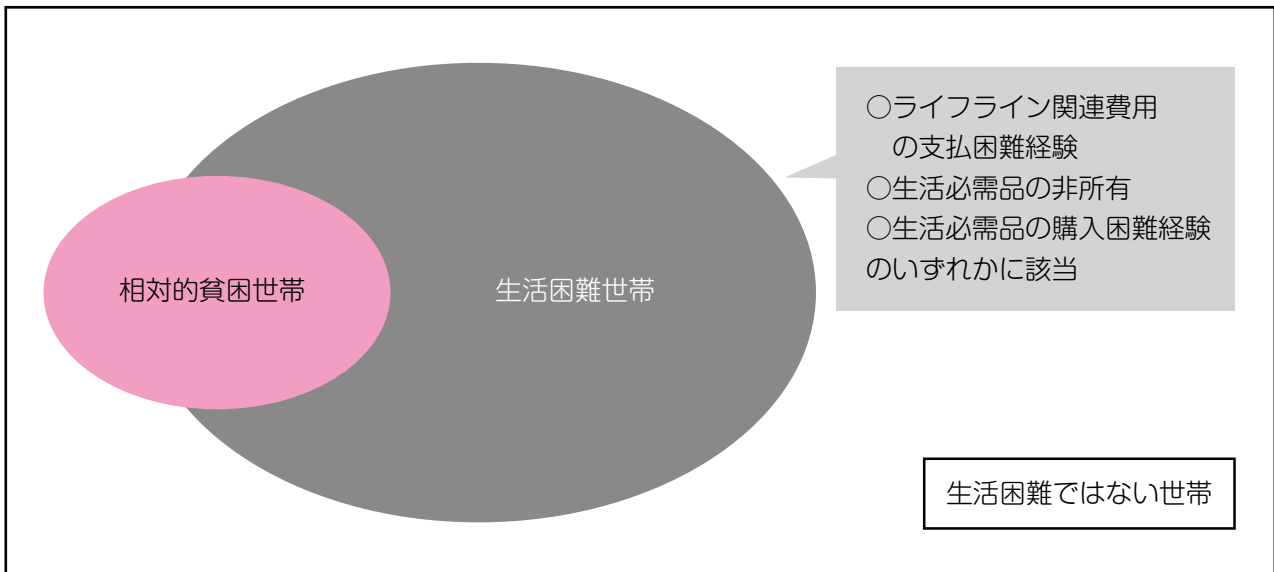 相対的貧困世帯
生活困難世帯
○ライフライン関連費用
の支払困難経験
○生活必需品の非所有
○生活必需品の購入困難経験
のいずれかに該当
生活困難ではない世帯